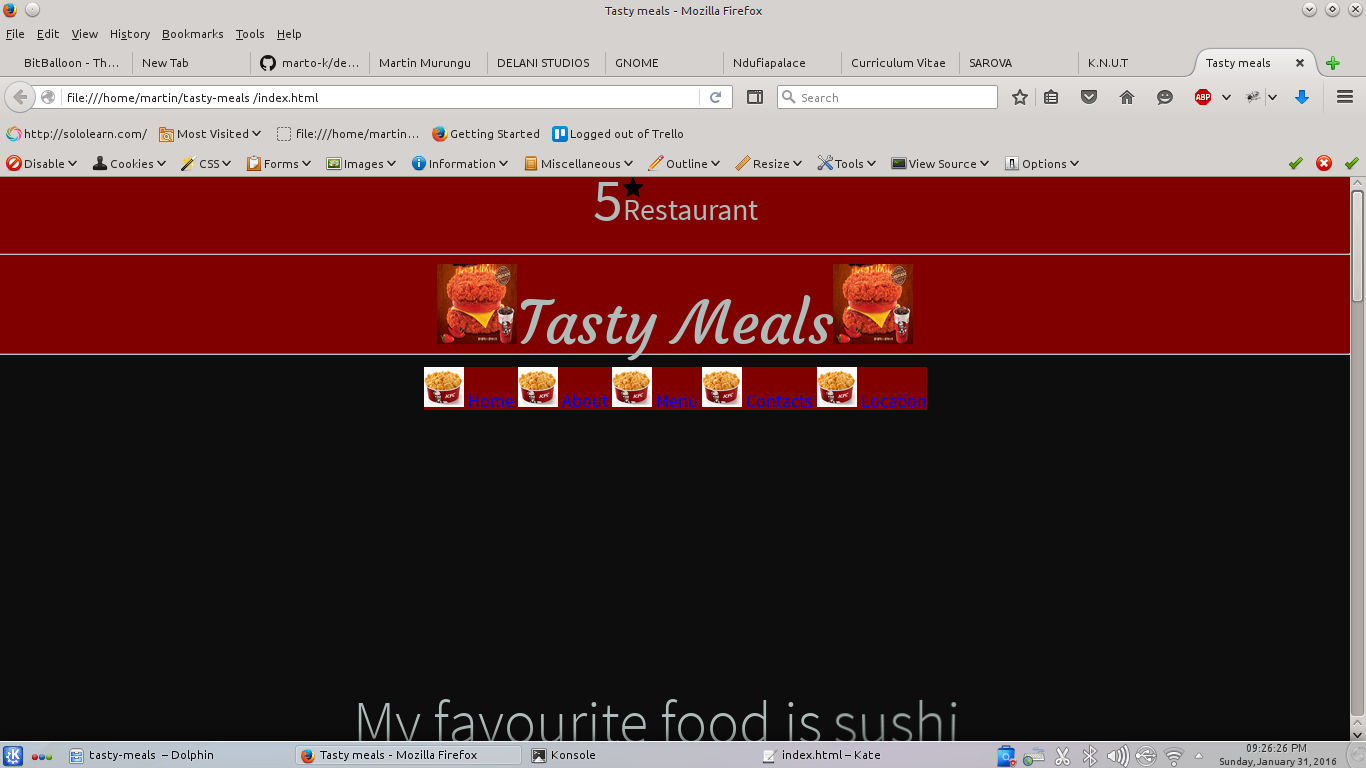 Tasty meals - Mozilla Firefox
File Edit View History Bookmarks Tools Help
BitBalloon - Th... New Tab marto-k/de... Martin Murungu DELANI STUDIOS GNOME Ndufiapalace Curriculum Vitae SAROVA K.N.U.T Tasty meals
file:///home/martin/tasty-meals /index.html Search ABP
http://sololearn.com/ Most Visited file:///home/martin... Getting Started Logged out of Trello
Disable Cookies CSS Forms Images Information Miscellaneous Outline Resize Tools View Source Options
5 Restaurant
Tasty Meals
KFC Home KFC About KFC Menu KFC Contacts KFC Location
My favourite food is sushi
tasty-meals – Dolphin Tasty meals - Mozilla Firefox Konsole index.html – Kate 09:26:26 PM
Sunday, January 31, 2016